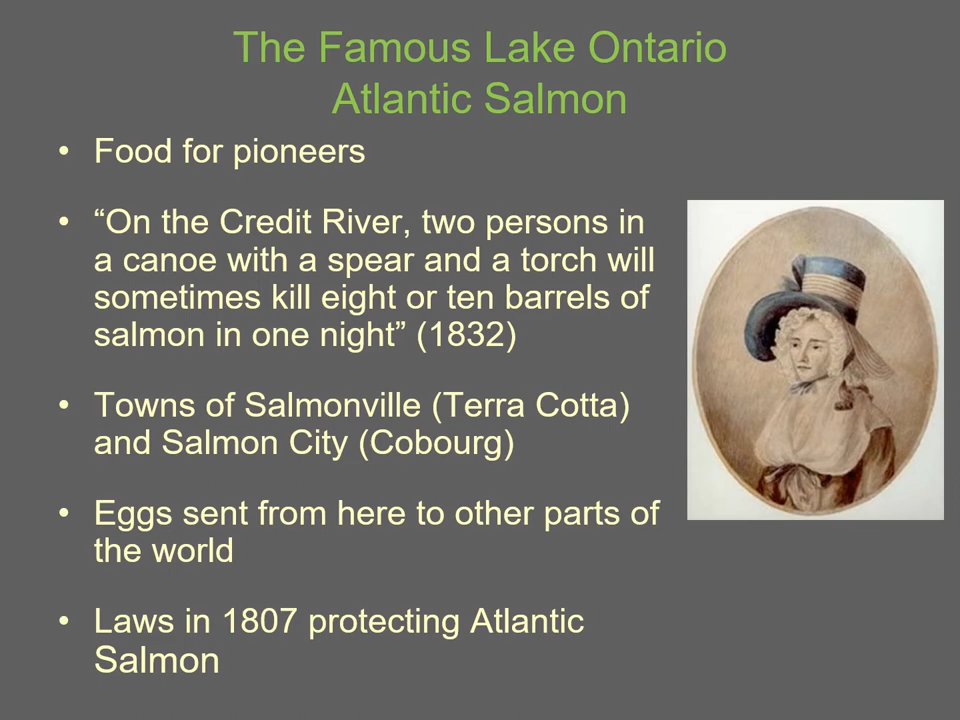 The Famous Lake Ontario
Atlantic Salmon
• Food for pioneers
• “On the Credit River, two persons in
a canoe with a spear and a torch will
sometimes kill eight or ten barrels of
salmon in one night” (1832)
• Towns of Salmonville (Terra Cotta)
and Salmon City (Cobourg)
• Eggs sent from here to other parts of
the world
• Laws in 1807 protecting Atlantic
Salmon